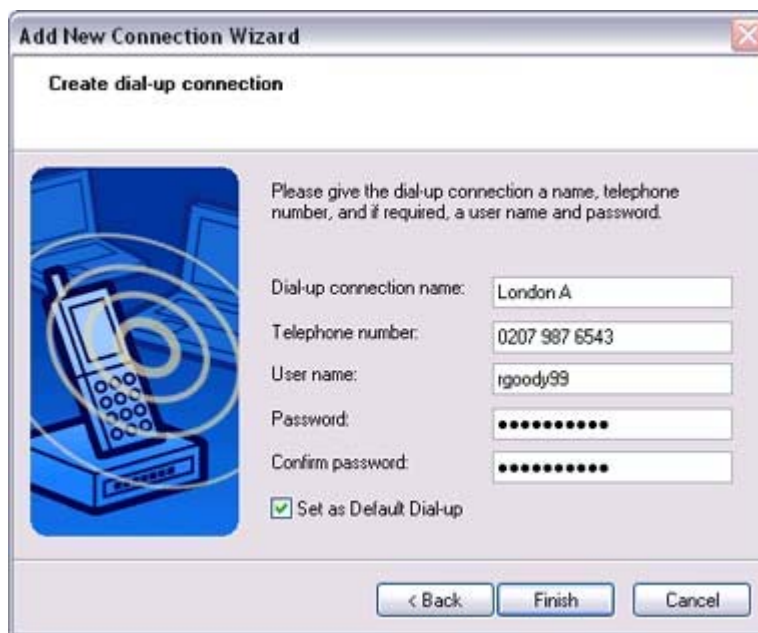 Add New Connection Wizard
Create dial-up connection
Please give the dial-up connection a name, telephone
number, and if required, a user name and password.
Dial-up connection name: London A
Telephone number: 0207 987 6543
User name: rgoody99
Password: ●●●●●●●●●●
Confirm password: ●●●●●●●●●●
Set as Default Dial-up
< Back Finish Cancel